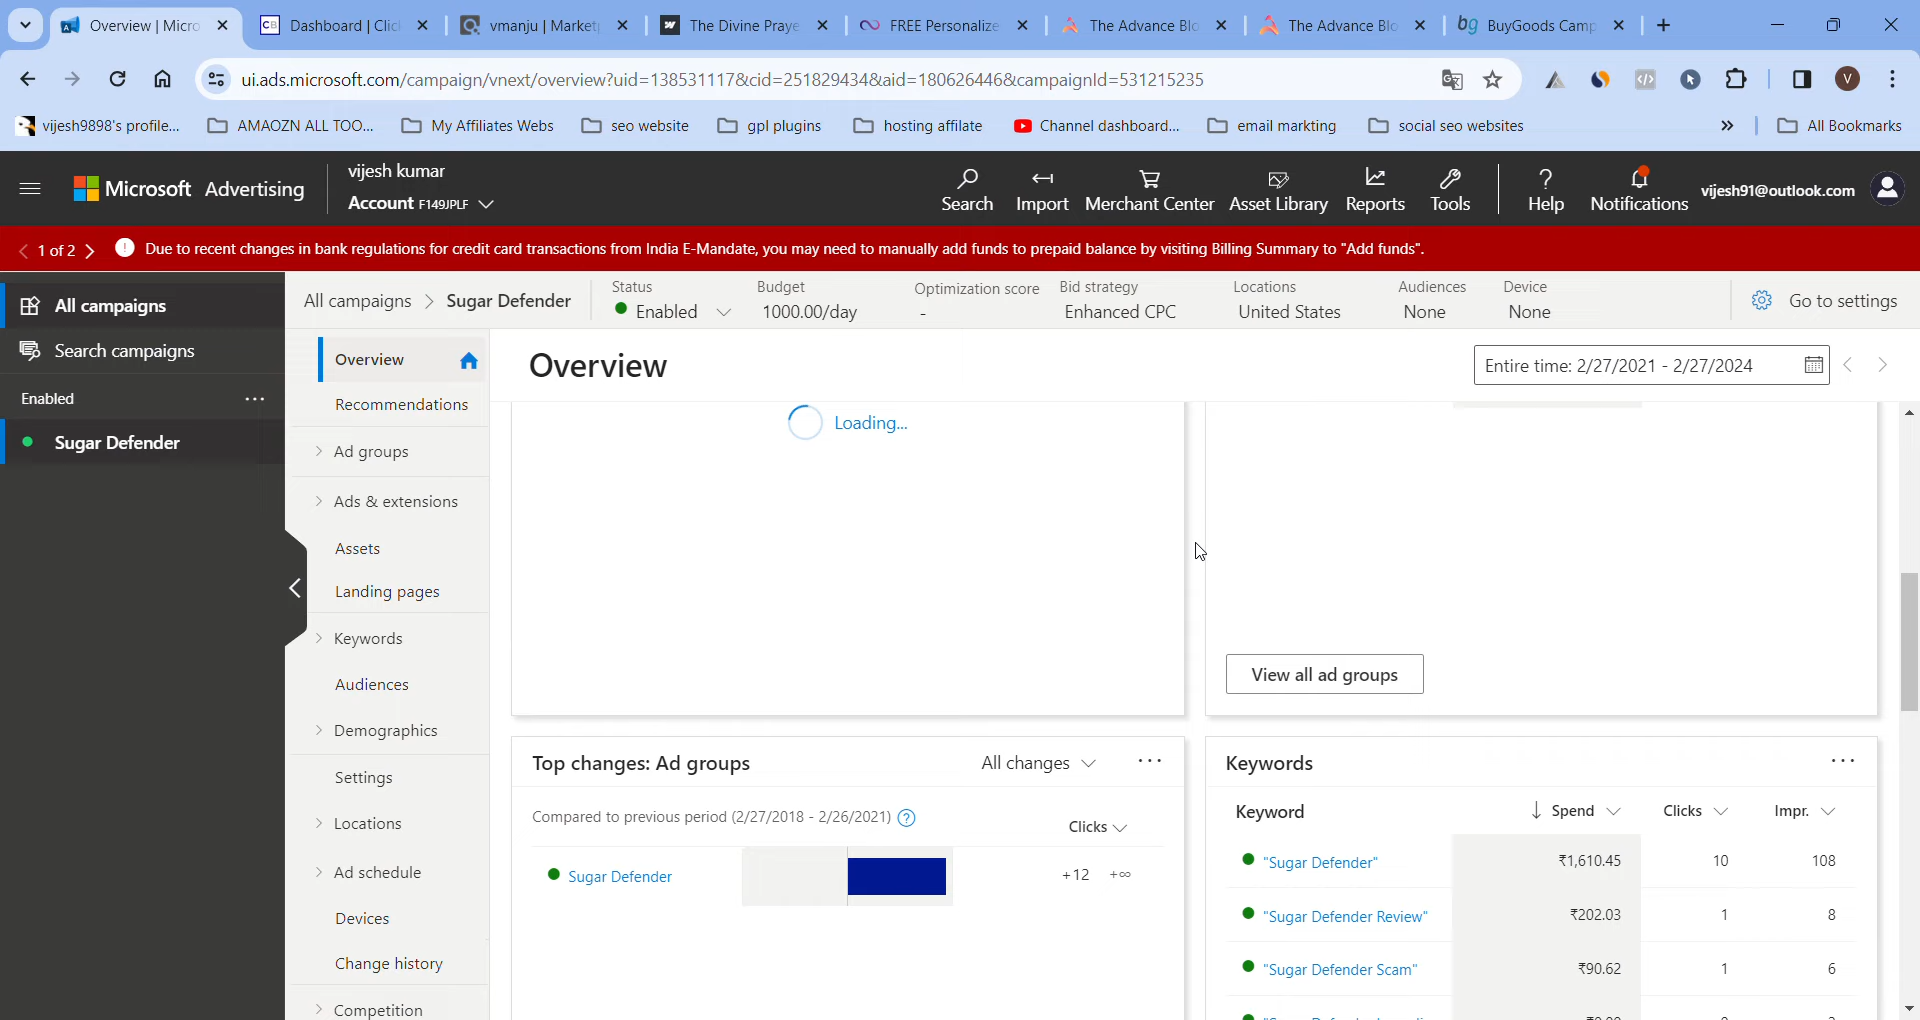 Overview | Micro
Dashboard | Clic
vmanju | Market
The Divine Praye
FREE Personalize
The Advance Blo
The Advance Blo
BuyGoods Camp
ui.ads.microsoft.com/campaign/vnext/overview?uid=138531117&cid=251829434&aid=180626446&campaignId=531215235
V
vijesh9898's profile...
AMAOZN ALL TOO...
My Affiliates Webs
seo website
gpl plugins
hosting affilate
Channel dashboard...
email markting
social seo websites
»
All Bookmarks
Microsoft Advertising
vijesh kumar
Account F149JPLF
Search
Import
Merchant Center
Asset Library
Reports
Tools
Help
Notifications
vijesh91@outlook.com
1 of 2
Due to recent changes in bank regulations for credit card transactions from India E-Mandate, you may need to manually add funds to prepaid balance by visiting Billing Summary to "Add funds".
All campaigns
Search campaigns
Enabled
Sugar Defender
All campaigns > Sugar Defender
Status
Enabled
Budget
1000.00/day
Optimization score
-
Bid strategy
Enhanced CPC
Locations
United States
Audiences
None
Device
None
Go to settings
Overview
Recommendations
Ad groups
Ads & extensions
Assets
Landing pages
Keywords
Audiences
Demographics
Settings
Locations
Ad schedule
Devices
Change history
Competition
Overview
Entire time: 2/27/2021 - 2/27/2024
Loading...
View all ad groups
Top changes: Ad groups
All changes
Compared to previous period (2/27/2018 - 2/26/2021)
Clicks
Sugar Defender
+12 +∞
Keywords
Keyword Spend Clicks Impr.
"Sugar Defender" ₹1,610.45 10 108
"Sugar Defender Review" ₹202.03 1 8
"Sugar Defender Scam" ₹90.62 1 6